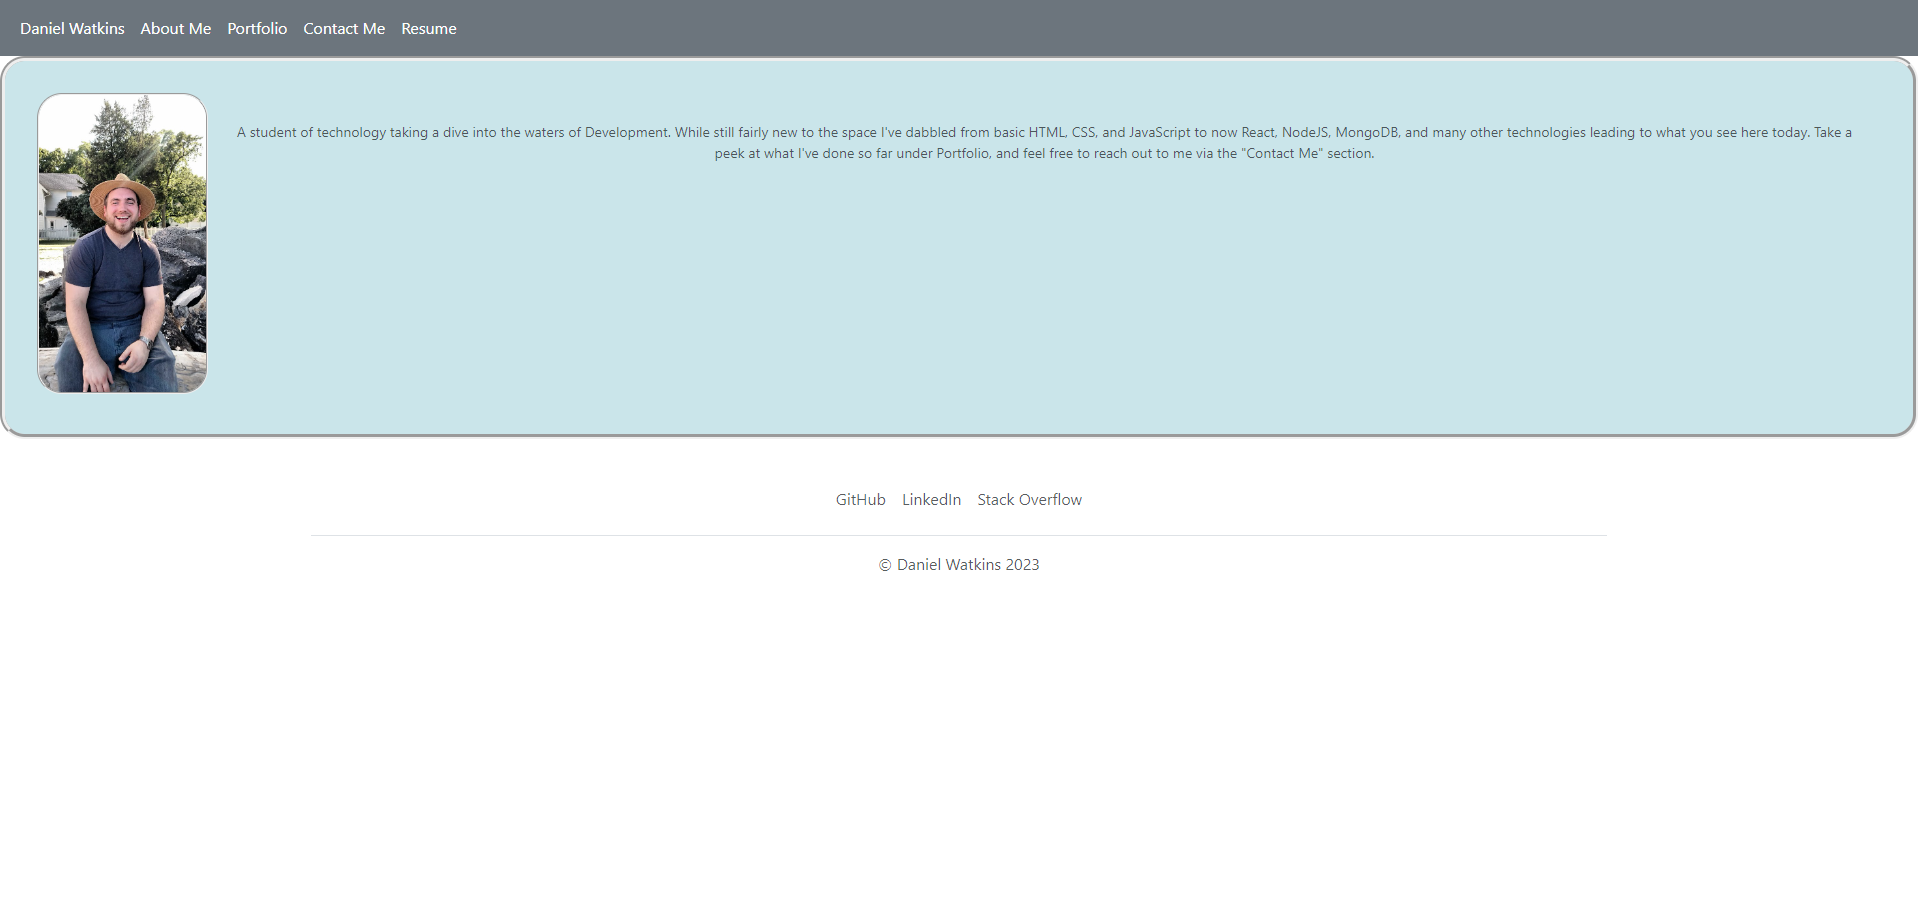 Daniel Watkins About Me Portfolio Contact Me Resume
A student of technology taking a dive into the waters of Development. While still fairly new to the space I've dabbled from basic HTML, CSS, and JavaScript to now React, NodeJS, MongoDB, and many other technologies leading to what you see here today. Take a
peek at what I've done so far under Portfolio, and feel free to reach out to me via the "Contact Me" section.
GitHub LinkedIn Stack Overflow
© Daniel Watkins 2023